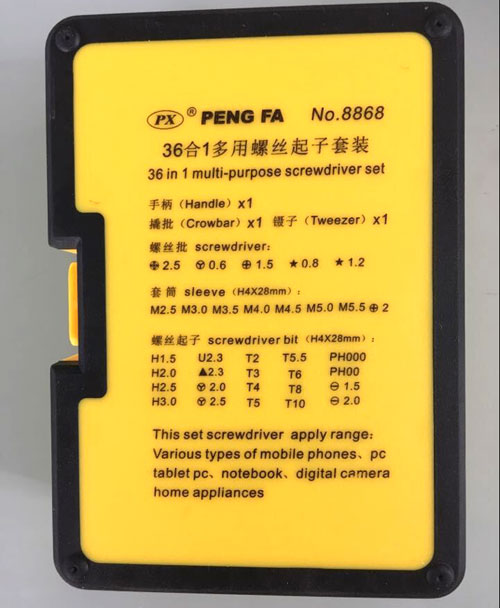 PX ® PENG FA No.8868
36合1多用螺丝起子套装
36 in 1 multi-purpose screwdriver set
手柄（Handle）x1
撬批（Crowbar）x1 镊子（Tweezer）x1
螺丝批 screwdriver:
✚ 2.5 0.6 ⊕ 1.5 ★ 0.8 ★ 1.2
套筒 sleeve (H4X28mm):
M2.5 M3.0 M3.5 M4.0 M4.5 M5.0 M5.5 ⊕ 2
螺丝起子 screwdriver bit (H4X28mm):
H1.5 U2.3 T2 T5.5 PH000
H2.0 ▲2.3 T3 T6 PH00
H2.5 2.0 T4 T8 ⊖ 1.5
H3.0 2.5 T5 T10 ⊖ 2.0
This set screwdriver apply range:
Various types of mobile phones、pc
tablet pc、notebook、digital camera
home appliances